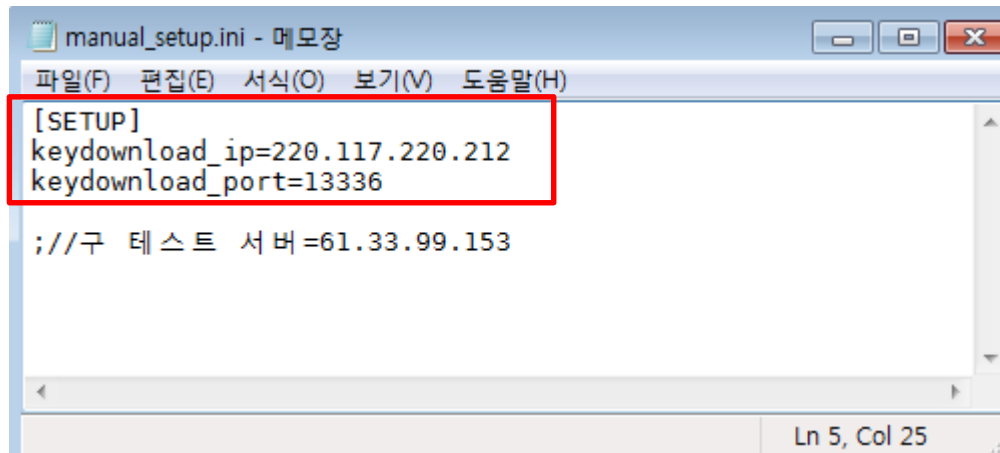 manual_setup.ini - 메모장
파일(F) 편집(E) 서식(O) 보기(V) 도움말(H)
[SETUP]
keydownload_ip=220.117.220.212
keydownload_port=13336
;//구 테스트 서버=61.33.99.153
Ln 5, Col 25